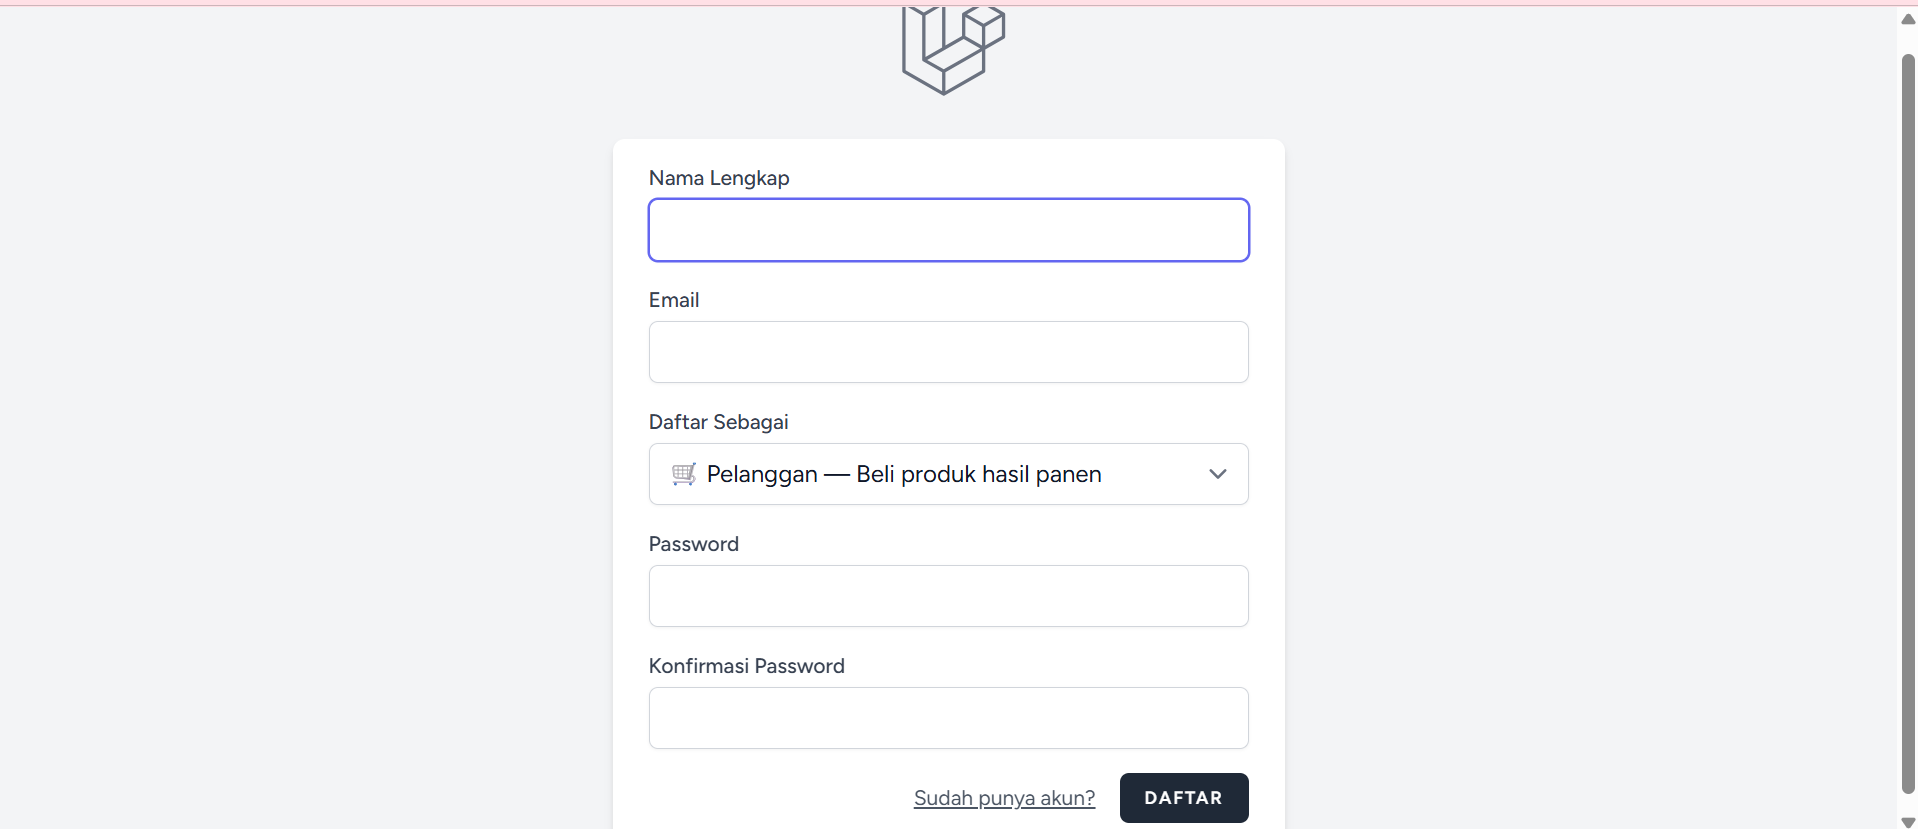 Nama Lengkap
Email
Daftar Sebagai
🛒 Pelanggan — Beli produk hasil panen
Password
Konfirmasi Password
Sudah punya akun?
DAFTAR